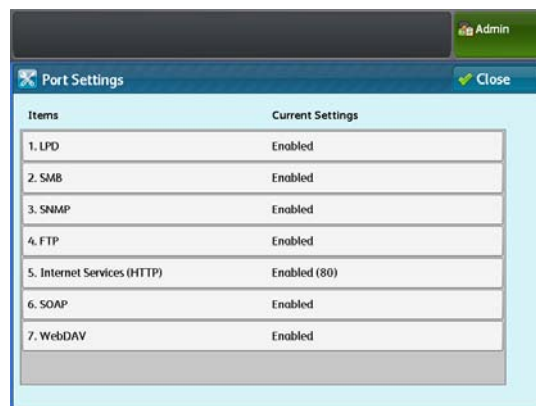 Admin
Port Settings
Close
Items Current Settings
1. LPD Enabled
2. SMB Enabled
3. SNMP Enabled
4. FTP Enabled
5. Internet Services (HTTP) Enabled (80)
6. SOAP Enabled
7. WebDAV Enabled